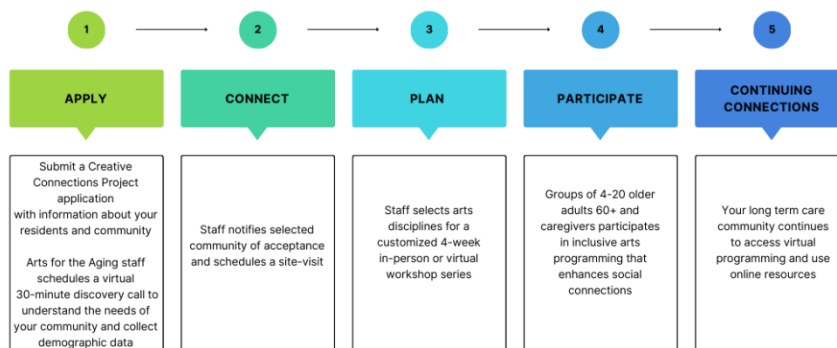 1
2
3
4
5
APPLY
CONNECT
PLAN
PARTICIPATE
CONTINUING
CONNECTIONS
Submit a Creative
Connections Project
application
with information about your
residents and community
Arts for the Aging staff
schedules a virtual
30-minute discovery call to
understand the needs of
your community and collect
demographic data
Staff notifies selected
community of acceptance
and schedules a site-visit
Staff selects arts
disciplines for a
customized 4-week
in-person or virtual
workshop series
Groups of 4-20 older
adults 60+ and
caregivers participates
in inclusive arts
programming that
enhances social
connections
Your long term care
community continues
to access virtual
programming and use
online resources